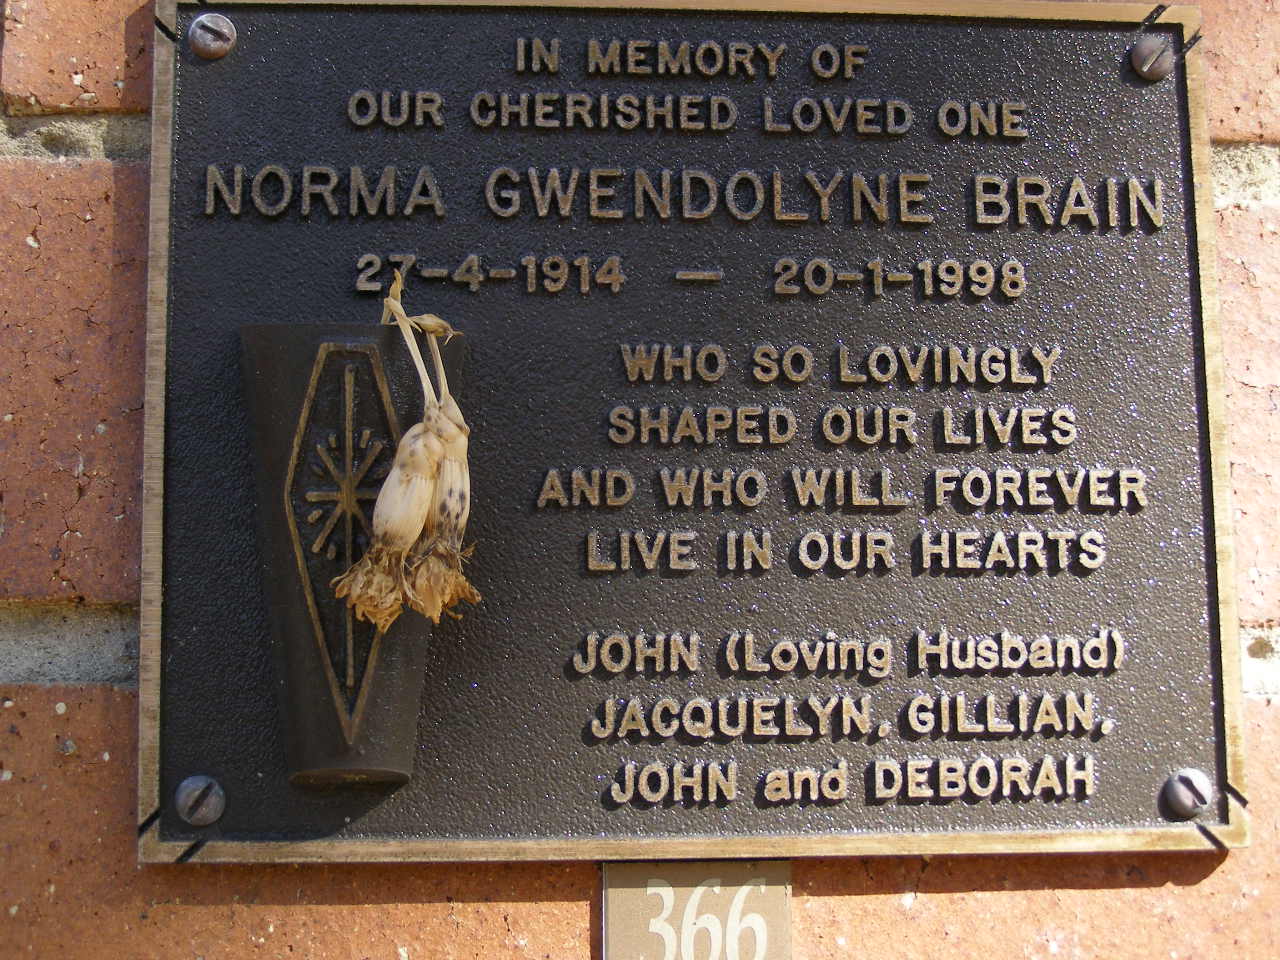 IN MEMORY OF
OUR CHERISHED LOVED ONE
NORMA GWENDOLYNE BRAIN
27-4-1914 — 20-1-1998
WHO SO LOVINGLY
SHAPED OUR LIVES
AND WHO WILL FOREVER
LIVE IN OUR HEARTS
JOHN (Loving Husband)
JACQUELYN, GILLIAN,
JOHN and DEBORAH
366